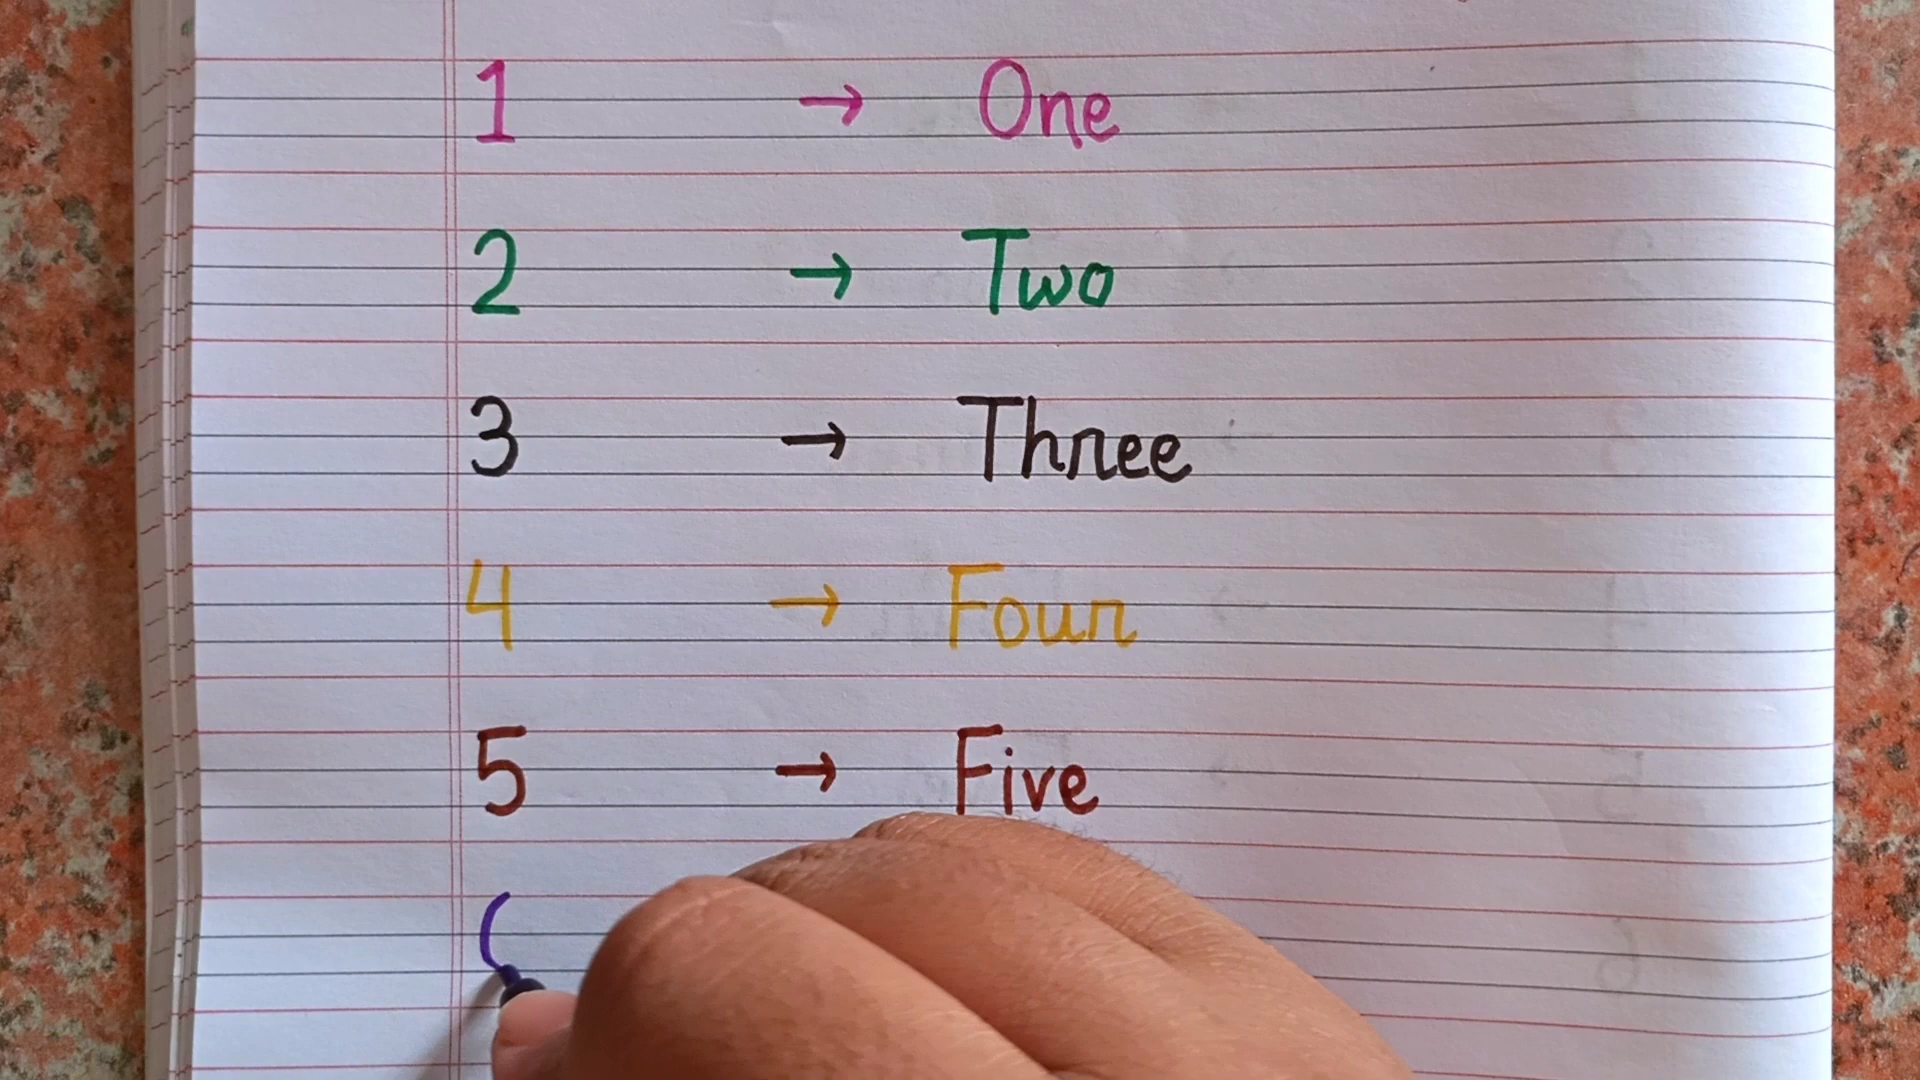 1 → One
2 → Two
3 → Three
4 → Four
5 → Five